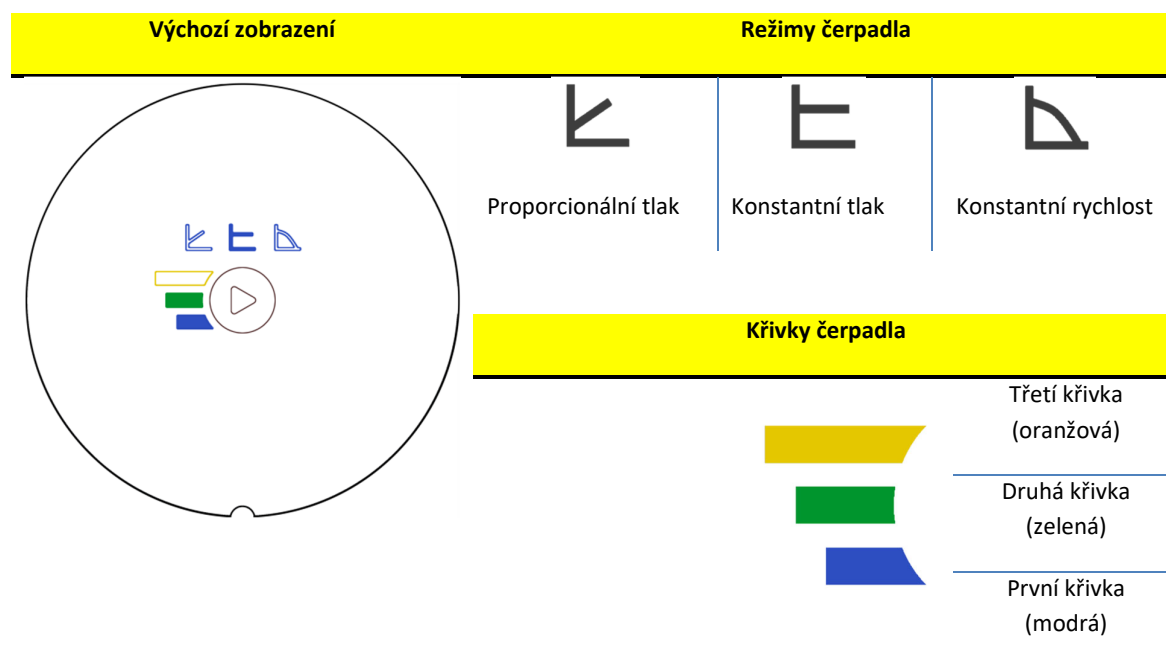 Výchozí zobrazení
Režimy čerpadla
Proporcionální tlak
Konstantní tlak
Konstantní rychlost
Křivky čerpadla
Třetí křivka
(oranžová)
Druhá křivka
(zelená)
První křivka
(modrá)